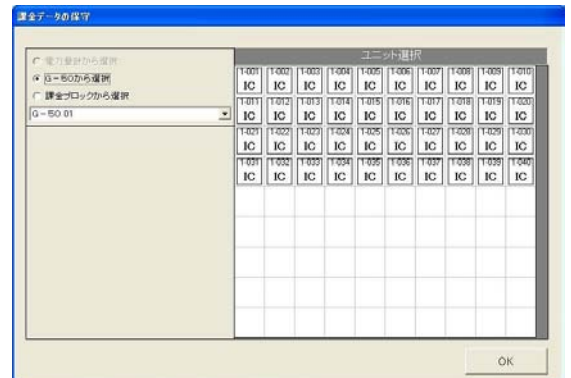 課金データの保守
電力量計から選択
G-50から選択
課金ブロックから選択
G-50 01
ユニット選択
1-001 1-002 1-003 1-004 1-005 1-006 1-007 1-008 1-009 1-010
IC IC IC IC IC IC IC IC IC IC
1-011 1-012 1-013 1-014 1-015 1-016 1-017 1-018 1-019 1-020
IC IC IC IC IC IC IC IC IC IC
1-021 1-022 1-023 1-024 1-025 1-026 1-027 1-028 1-029 1-030
IC IC IC IC IC IC IC IC IC IC
1-031 1-032 1-033 1-034 1-035 1-036 1-037 1-038 1-039 1-040
IC IC IC IC IC IC IC IC IC IC
OK